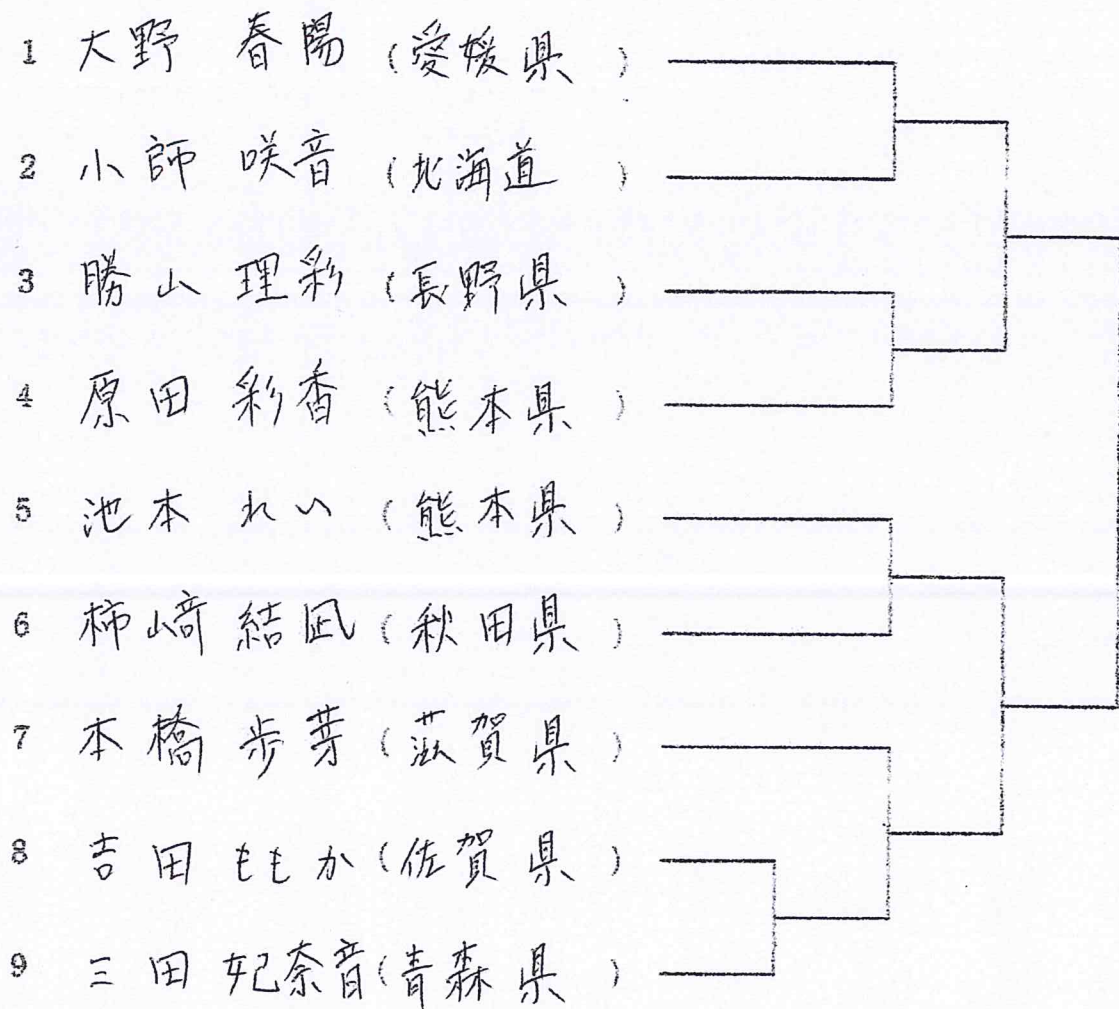 1 大野 春陽 (愛媛県)
2 小師 咲音 (北海道)
3 勝山 理彩 (長野県)
4 原田 彩香 (熊本県)
5 池本 れい (熊本県)
6 柿﨑 結凪 (秋田県)
7 本橋 歩芽 (滋賀県)
8 吉田 ももか (佐賀県)
9 三田 妃奈音 (青森県)